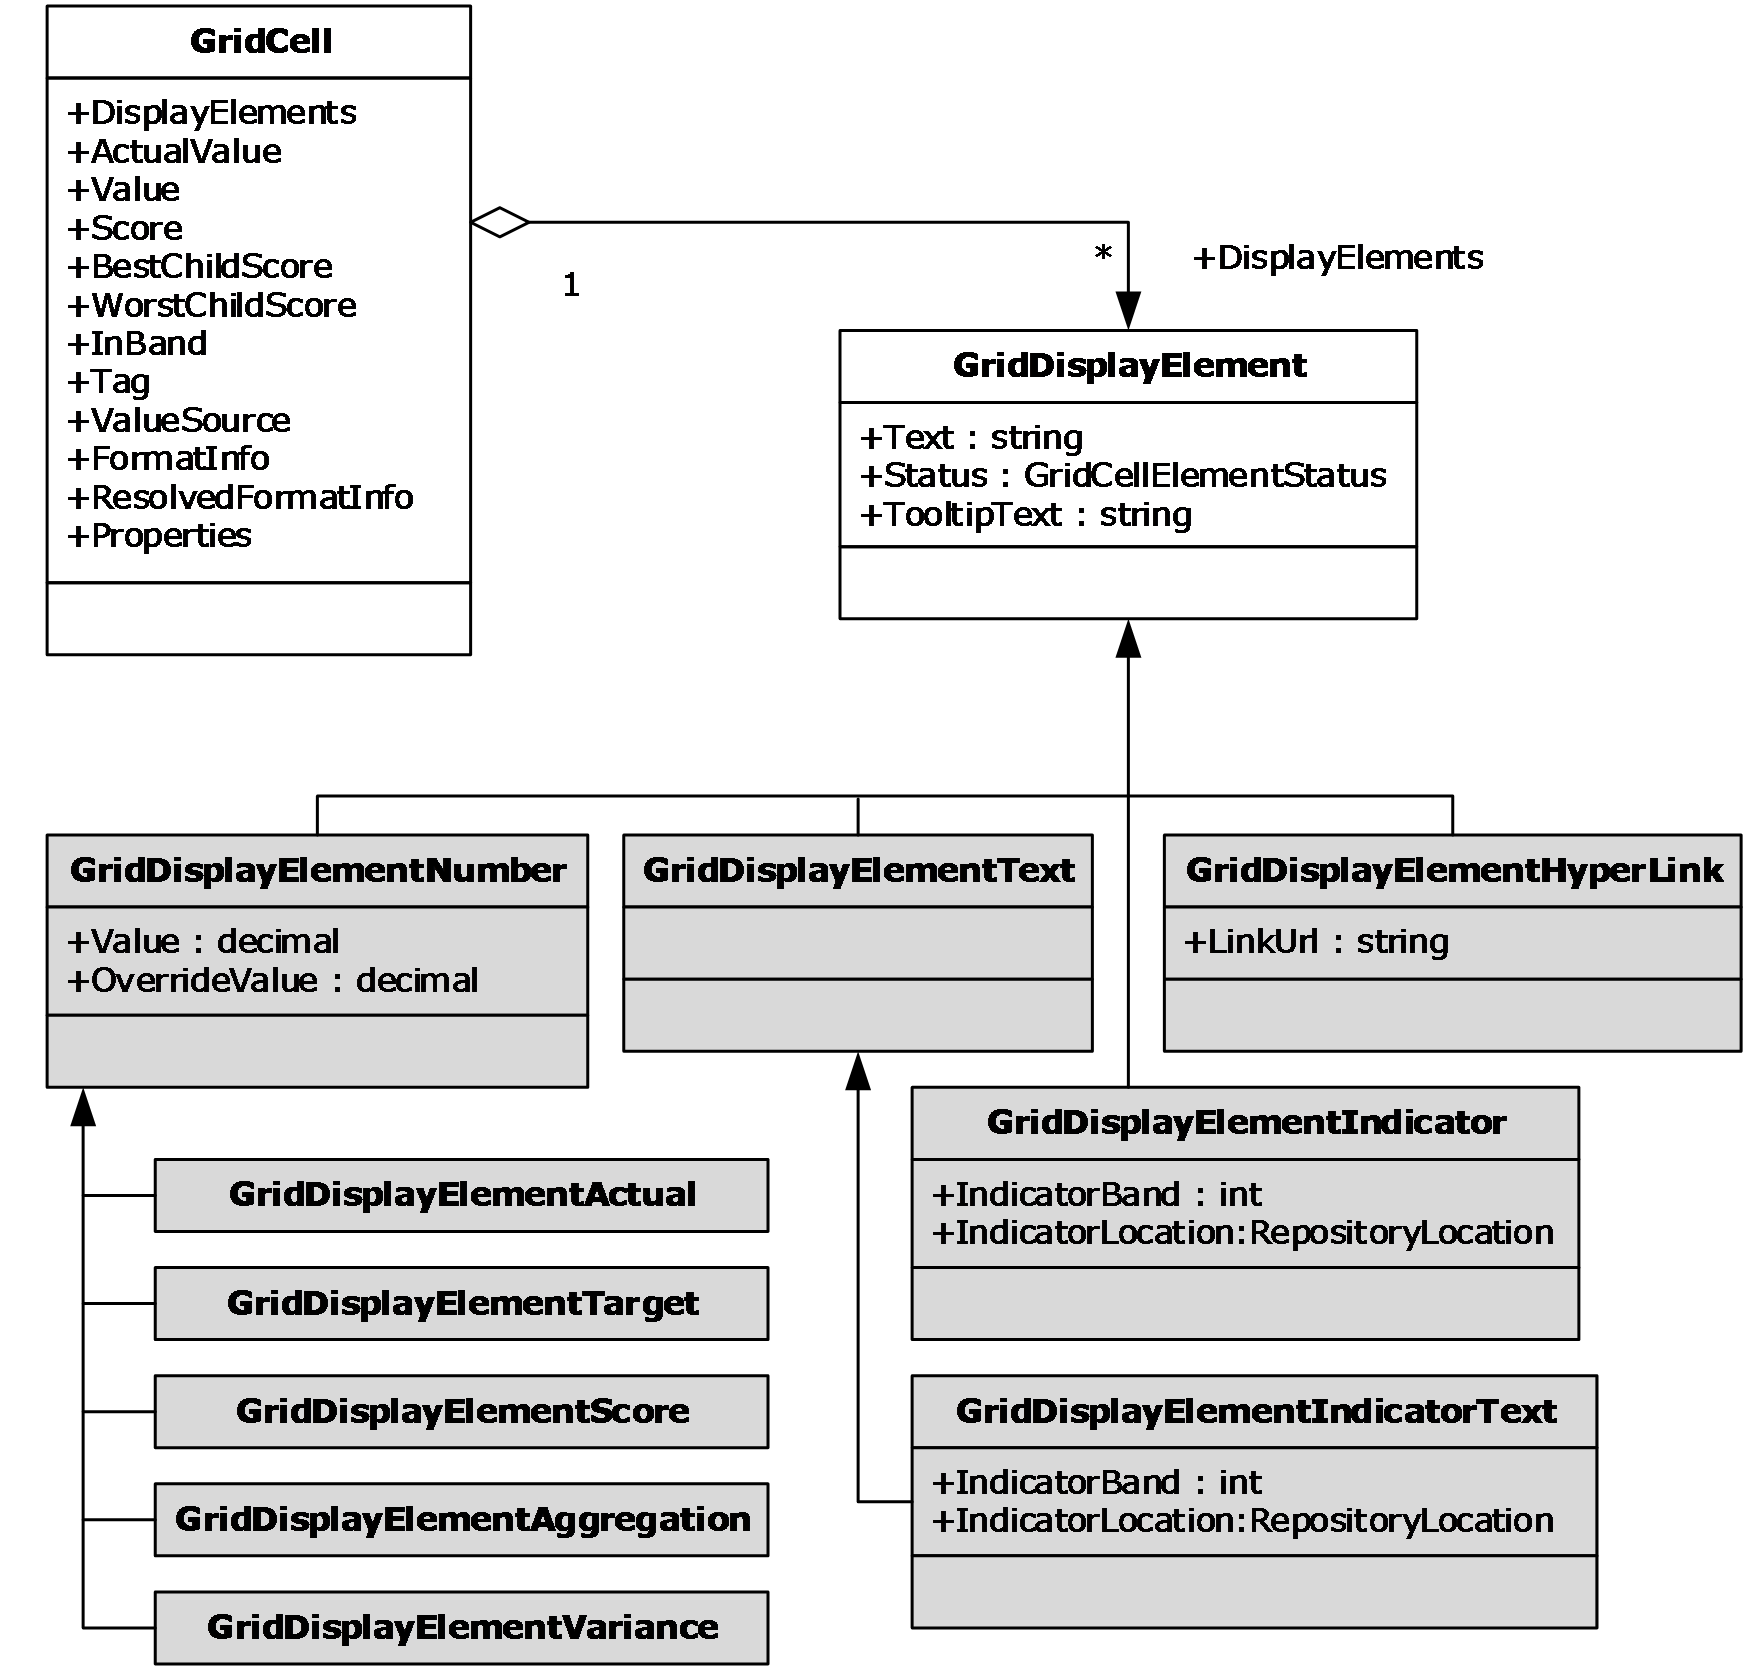 GridCell
+DisplayElements
+ActualValue
+Value
+Score
+BestChildScore
+WorstChildScore
+InBand
+Tag
+ValueSource
+FormatInfo
+ResolvedFormatInfo
+Properties
1
*
+DisplayElements
GridDisplayElement
+Text : string
+Status : GridCellElementStatus
+TooltipText : string
GridDisplayElementNumber
+Value : decimal
+OverrideValue : decimal
GridDisplayElementText
GridDisplayElementHyperLink
+LinkUrl : string
GridDisplayElementActual
GridDisplayElementTarget
GridDisplayElementScore
GridDisplayElementAggregation
GridDisplayElementVariance
GridDisplayElementIndicator
+IndicatorBand : int
+IndicatorLocation:RepositoryLocation
GridDisplayElementIndicatorText
+IndicatorBand : int
+IndicatorLocation:RepositoryLocation